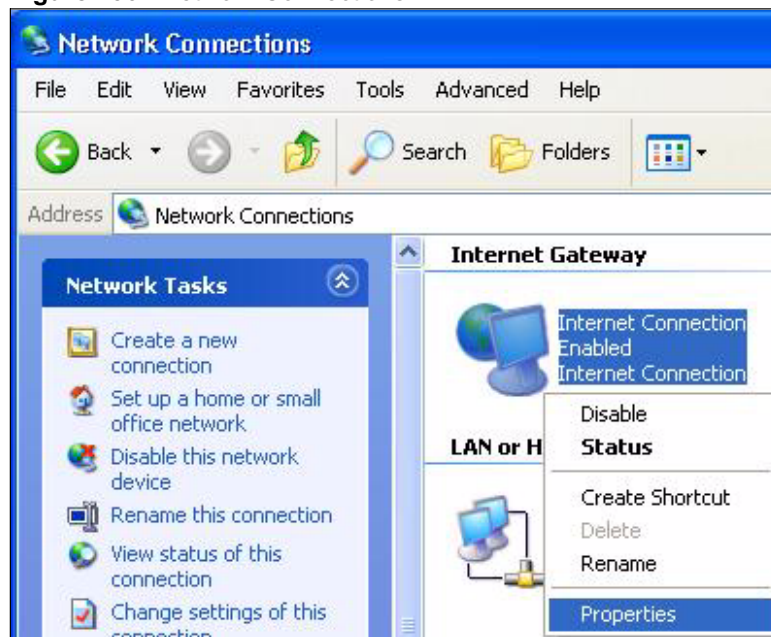 Network Connections
File Edit View Favorites Tools Advanced Help
Back Search Folders
Address Network Connections
Network Tasks
Create a new
connection
Set up a home or small
office network
Disable this network
device
Rename this connection
View status of this
connection
Change settings of this
connection
Internet Gateway
Internet Connection
Enabled
Internet Connection
LAN or H
Disable
Status
Create Shortcut
Delete
Rename
Properties